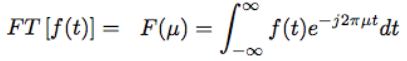 FT [f(t)] = F(μ) = ∫_{-∞}^{∞} f(t)e^{-j2πμt} dt